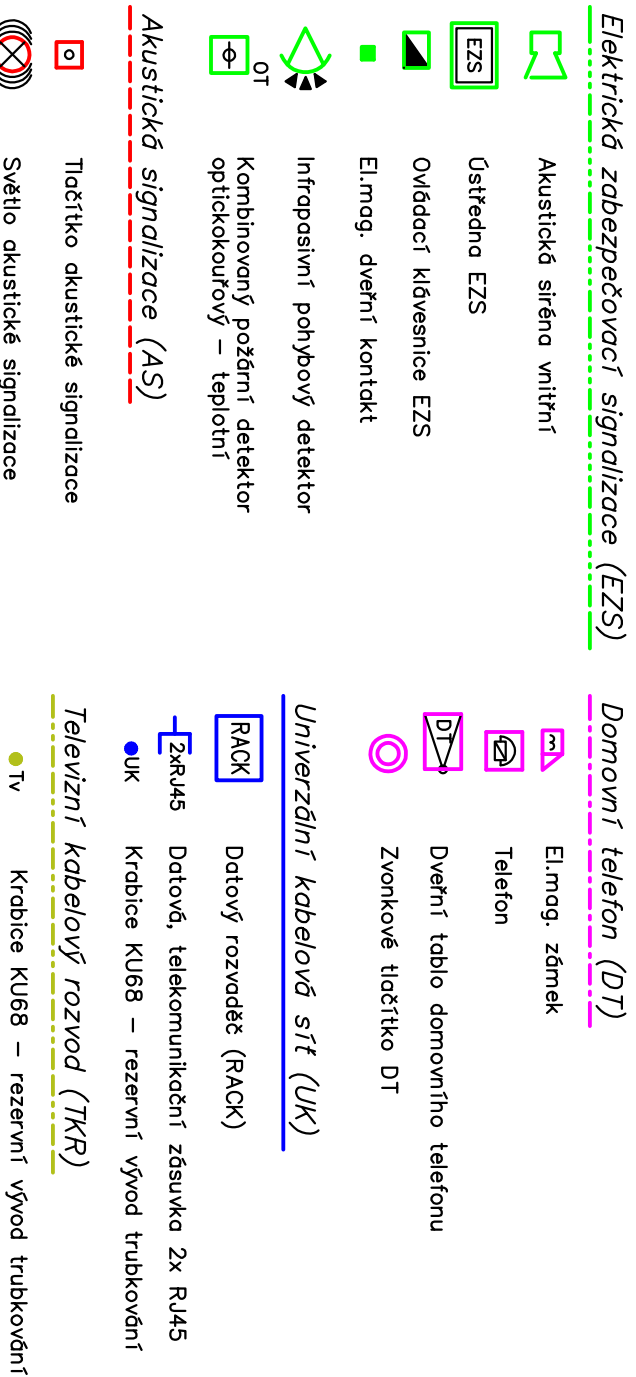 Elektrická zabezpečovací signalizace (EZS)
Akustická siréna vnitřní
EZS
Ústředna EZS
Ovládací klávesnice EZS
El.mag. dveřní kontakt
Infrapasivní pohybový detektor
OT
Kombinovaný požární detektor
optickokouřový – teplotní
Akustická signalizace (AS)
Tlačítko akustické signalizace
Světlo akustické signalizace
Domovní telefon (DT)
El.mag. zámek
Telefon
DT
Dveřní tablo domovního telefonu
Zvonkové tlačítko DT
Univerzální kabelová síť (UK)
RACK
Datový rozvaděč (RACK)
2xRJ45
Datová, telekomunikační zásuvka 2x RJ45
UK
Krabice KU68 – rezervní vývod trubkování
Televizní kabelový rozvod (TKR)
Tv
Krabice KU68 – rezervní vývod trubkování